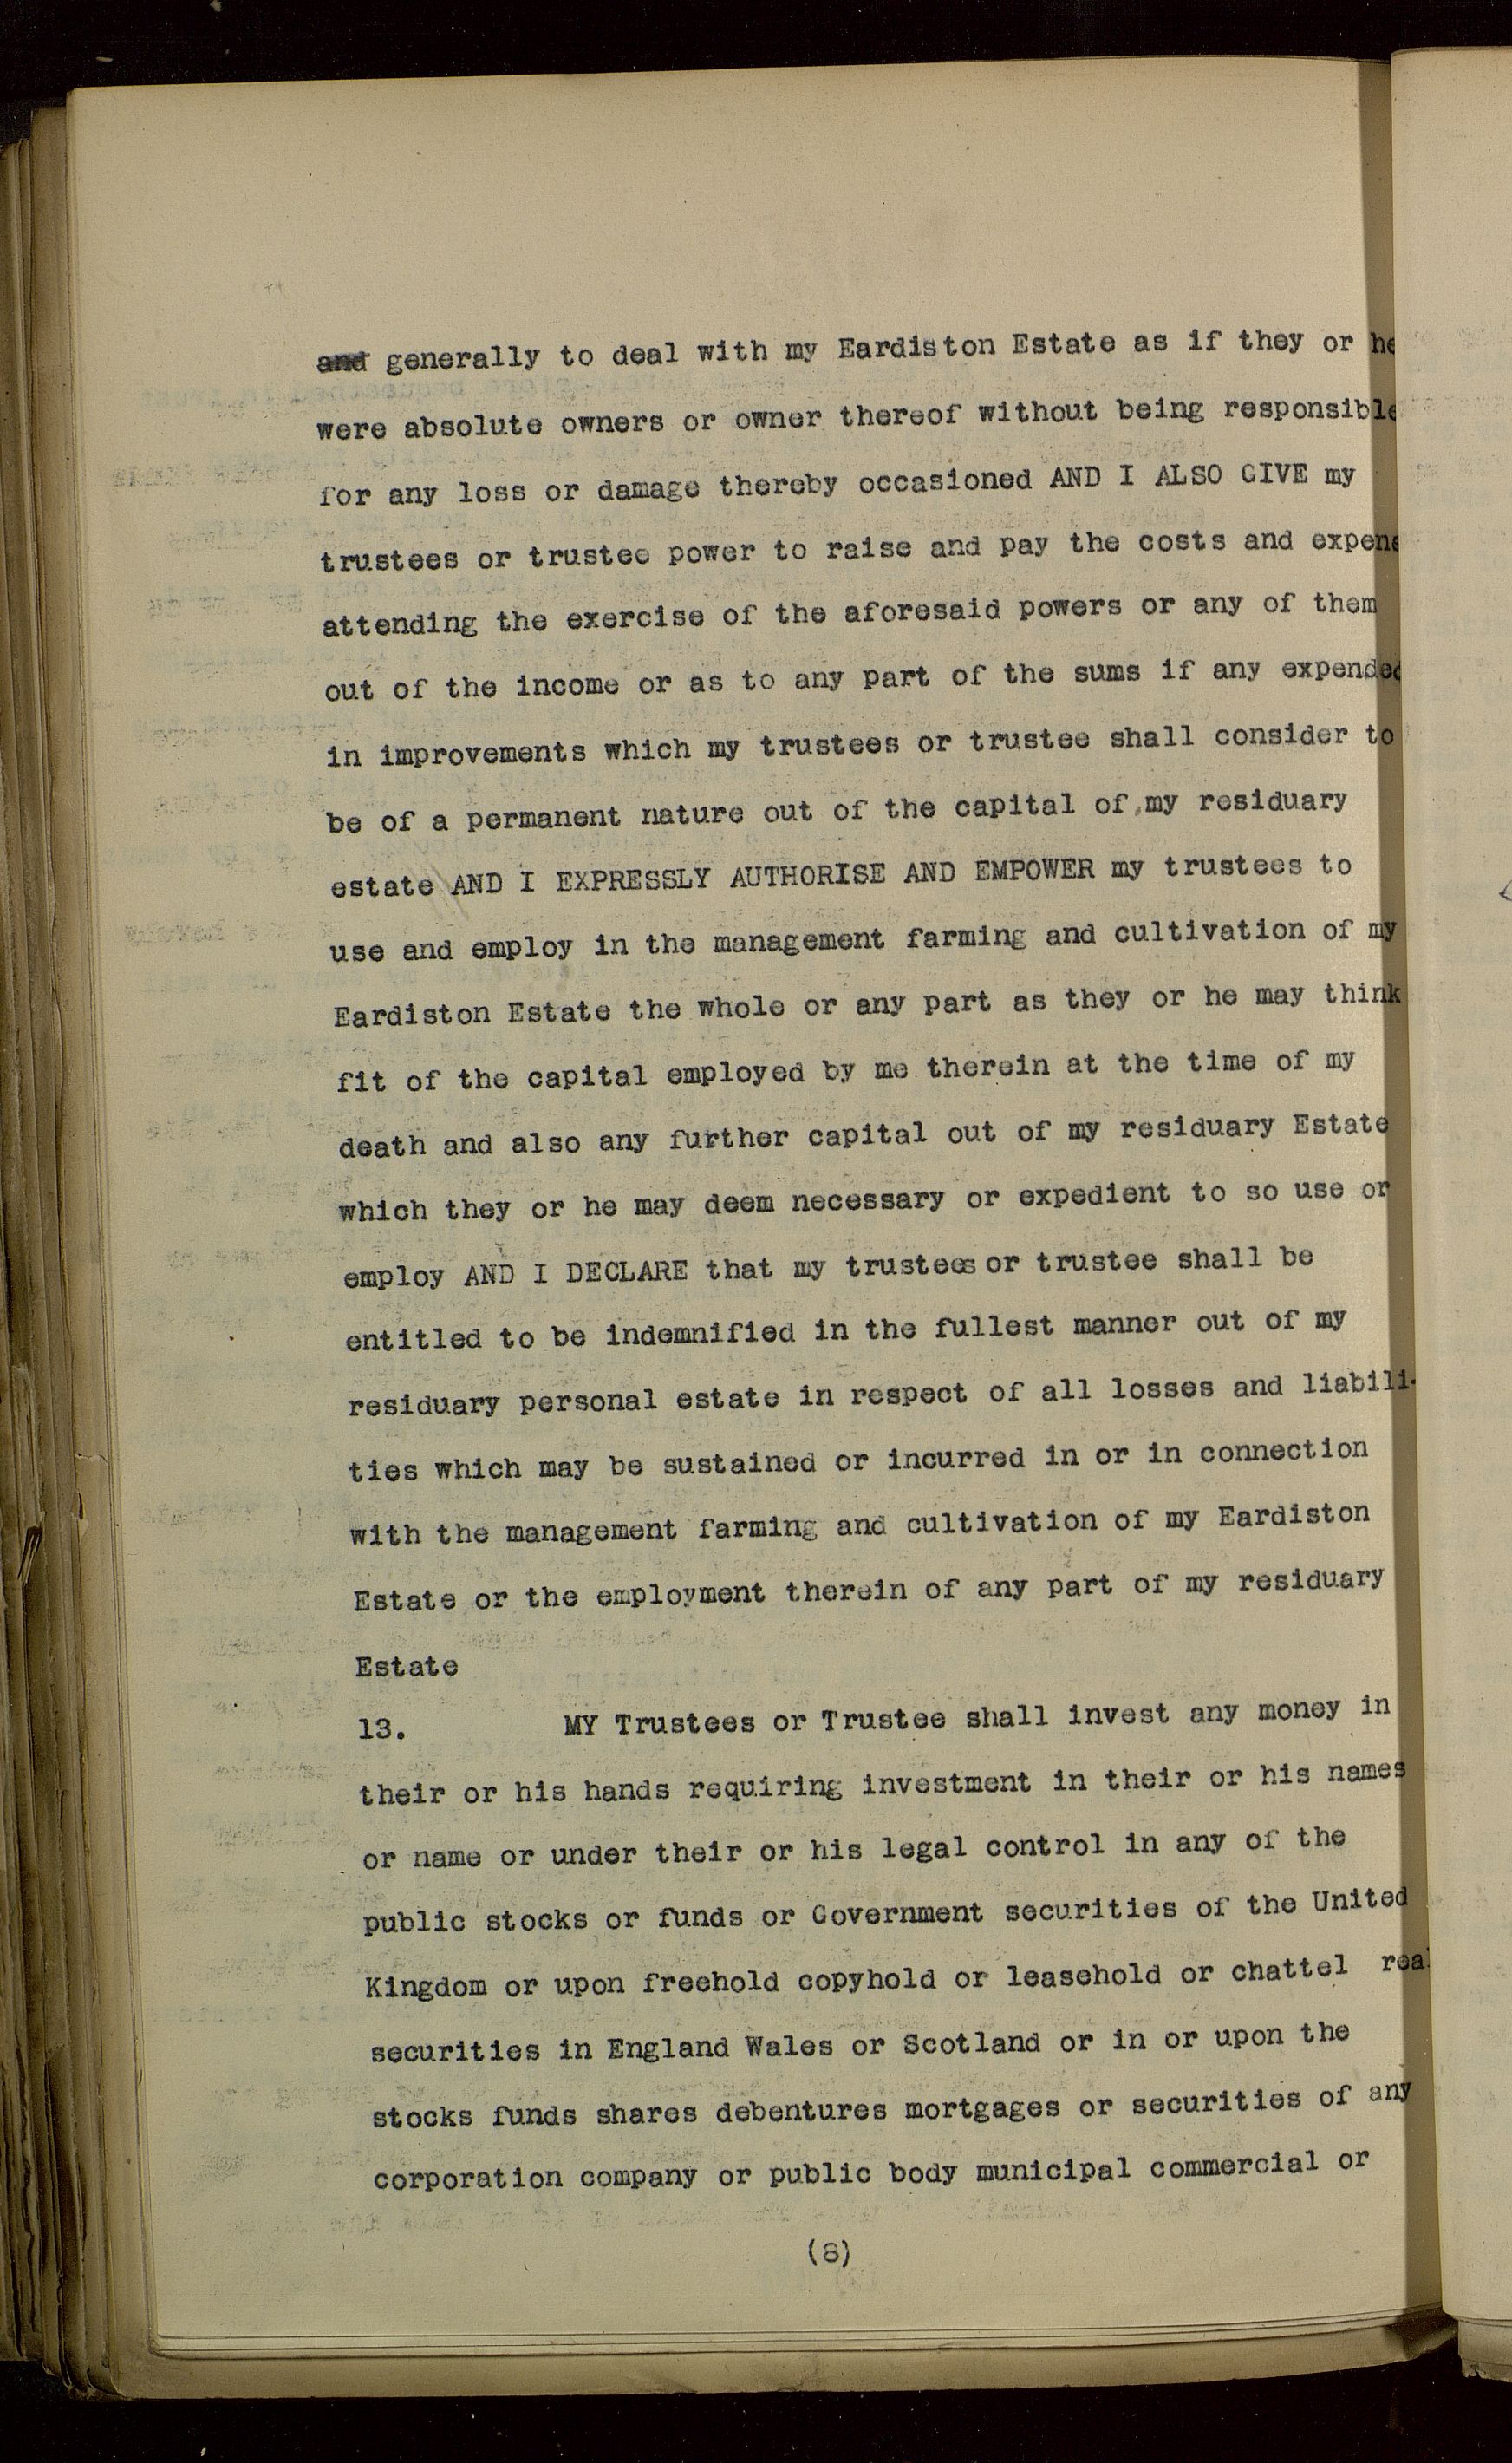 and generally to deal with my Eardiston Estate as if they or he
were absolute owners or owner thereof without being responsible
for any loss or damage thereby occasioned AND I ALSO GIVE my
trustees or trustee power to raise and pay the costs and expens
attending the exercise of the aforesaid powers or any of them
out of the income or as to any part of the sums if any expended
in improvements which my trustees or trustee shall consider to
be of a permanent nature out of the capital of my residuary
estate AND I EXPRESSLY AUTHORISE AND EMPOWER my trustees to
use and employ in the management farming and cultivation of my
Eardiston Estate the whole or any part as they or he may think
fit of the capital employed by me therein at the time of my
death and also any further capital out of my residuary Estate
which they or he may deem necessary or expedient to so use or
employ AND I DECLARE that my trustees or trustee shall be
entitled to be indemnified in the fullest manner out of my
residuary personal estate in respect of all losses and liabili-
ties which may be sustained or incurred in or in connection
with the management farming and cultivation of my Eardiston
Estate or the employment therein of any part of my residuary
Estate
13. MY Trustees or Trustee shall invest any money in
their or his hands requiring investment in their or his names
or name or under their or his legal control in any of the
public stocks or funds or Government securities of the United
Kingdom or upon freehold copyhold or leasehold or chattel real
securities in England Wales or Scotland or in or upon the
stocks funds shares debentures mortgages or securities of any
corporation company or public body municipal commercial or
(8)